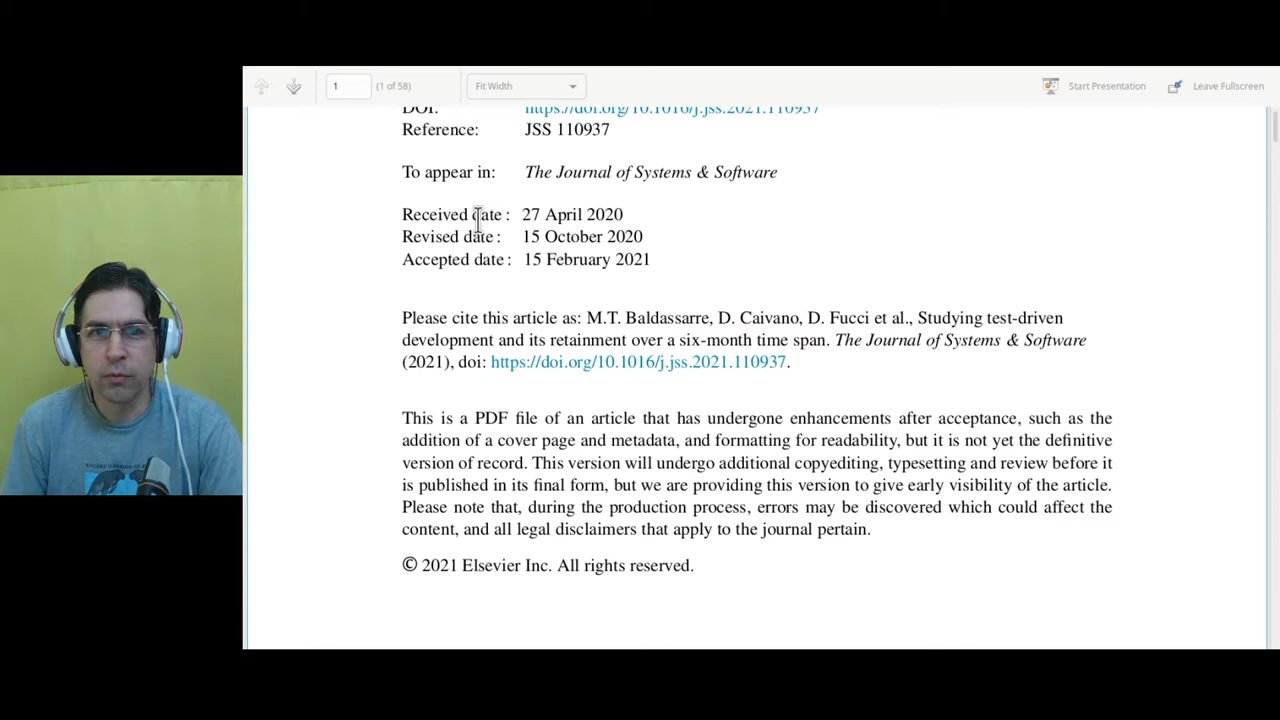 1
(1 of 58)
Fit Width
Start Presentation
Leave Fullscreen
DOI: https://doi.org/10.1016/j.jss.2021.110937
Reference: JSS 110937
To appear in: The Journal of Systems & Software
Received date : 27 April 2020
Revised date : 15 October 2020
Accepted date : 15 February 2021
Please cite this article as: M.T. Baldassarre, D. Caivano, D. Fucci et al., Studying test-driven
development and its retainment over a six-month time span. The Journal of Systems & Software
(2021), doi: https://doi.org/10.1016/j.jss.2021.110937.
This is a PDF file of an article that has undergone enhancements after acceptance, such as the
addition of a cover page and metadata, and formatting for readability, but it is not yet the definitive
version of record. This version will undergo additional copyediting, typesetting and review before it
is published in its final form, but we are providing this version to give early visibility of the article.
Please note that, during the production process, errors may be discovered which could affect the
content, and all legal disclaimers that apply to the journal pertain.
© 2021 Elsevier Inc. All rights reserved.